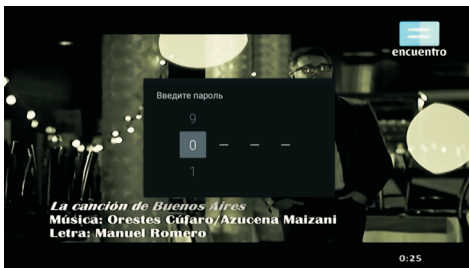 encuentro
Введите пароль
9
0 – – –
1
La canción de Buenos Aires
Música: Orestes Cúfaro/Azucena Maizani
Letra: Manuel Romero
0:25